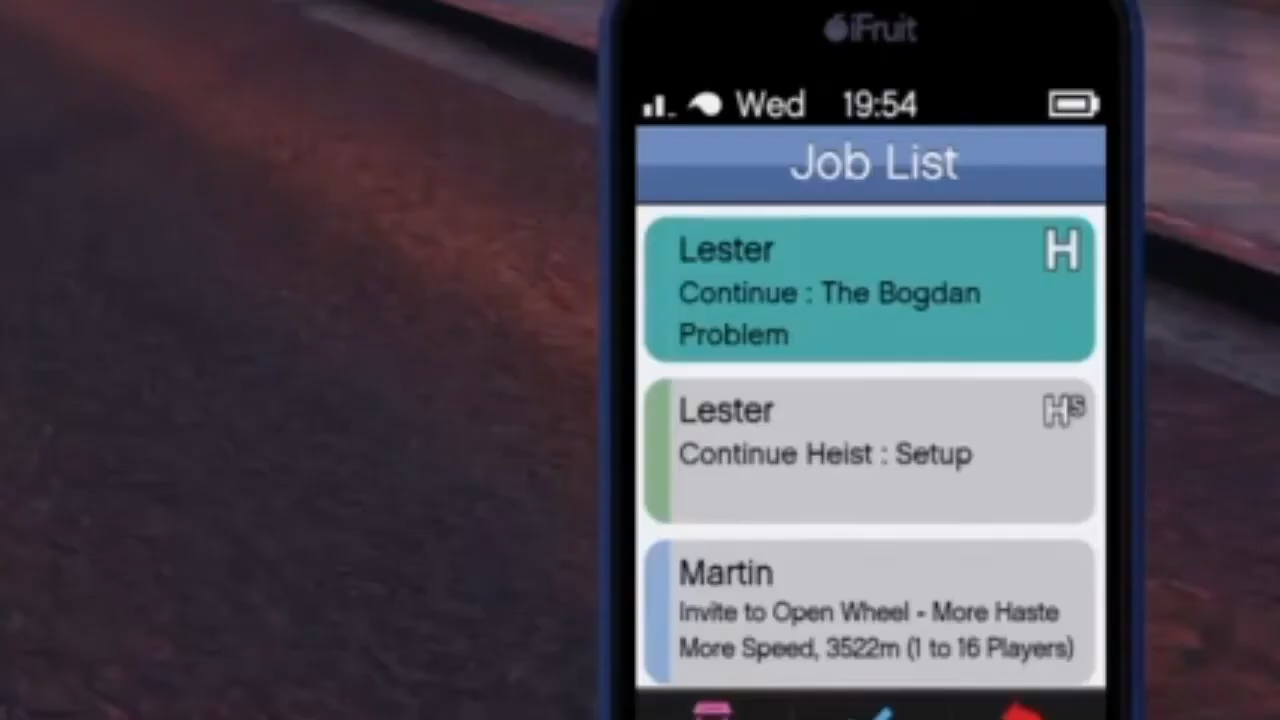 iFruit
Wed 19:54
Job List
Lester H
Continue : The Bogdan
Problem
Lester HS
Continue Heist : Setup
Martin
Invite to Open Wheel - More Haste
More Speed, 3522m (1 to 16 Players)